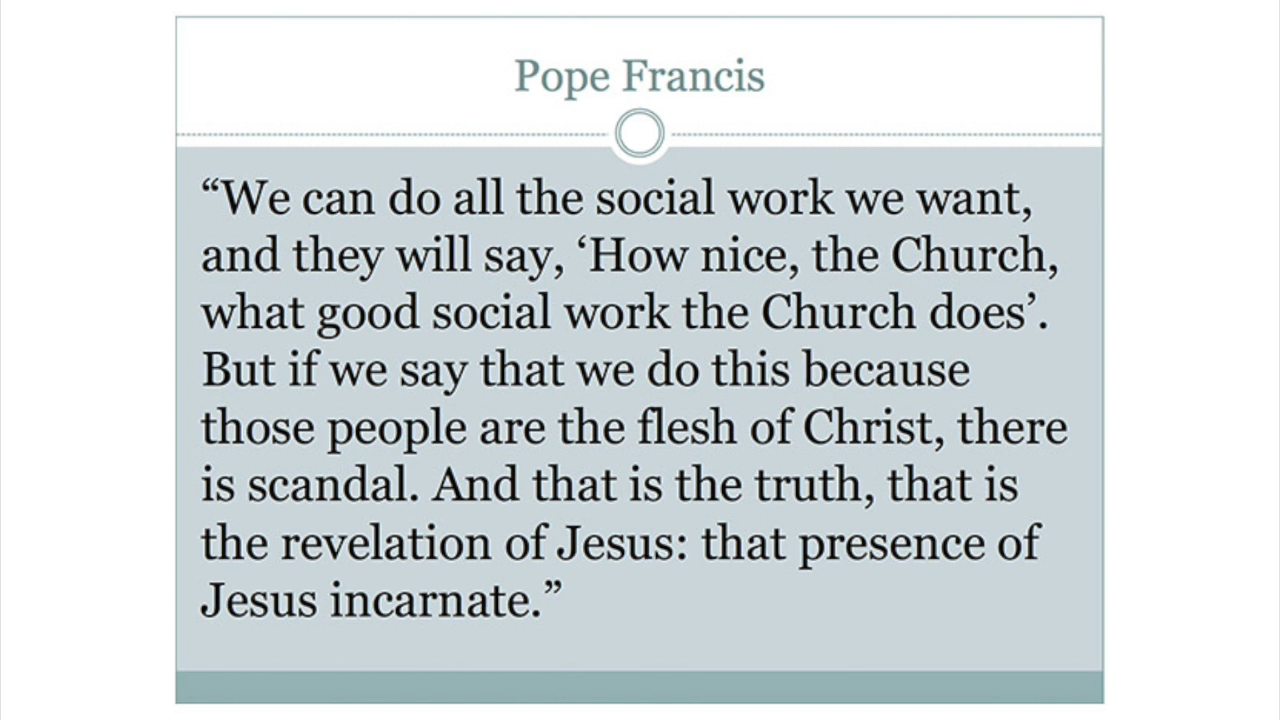 Pope Francis
“We can do all the social work we want,
and they will say, ‘How nice, the Church,
what good social work the Church does’.
But if we say that we do this because
those people are the flesh of Christ, there
is scandal. And that is the truth, that is
the revelation of Jesus: that presence of
Jesus incarnate.”